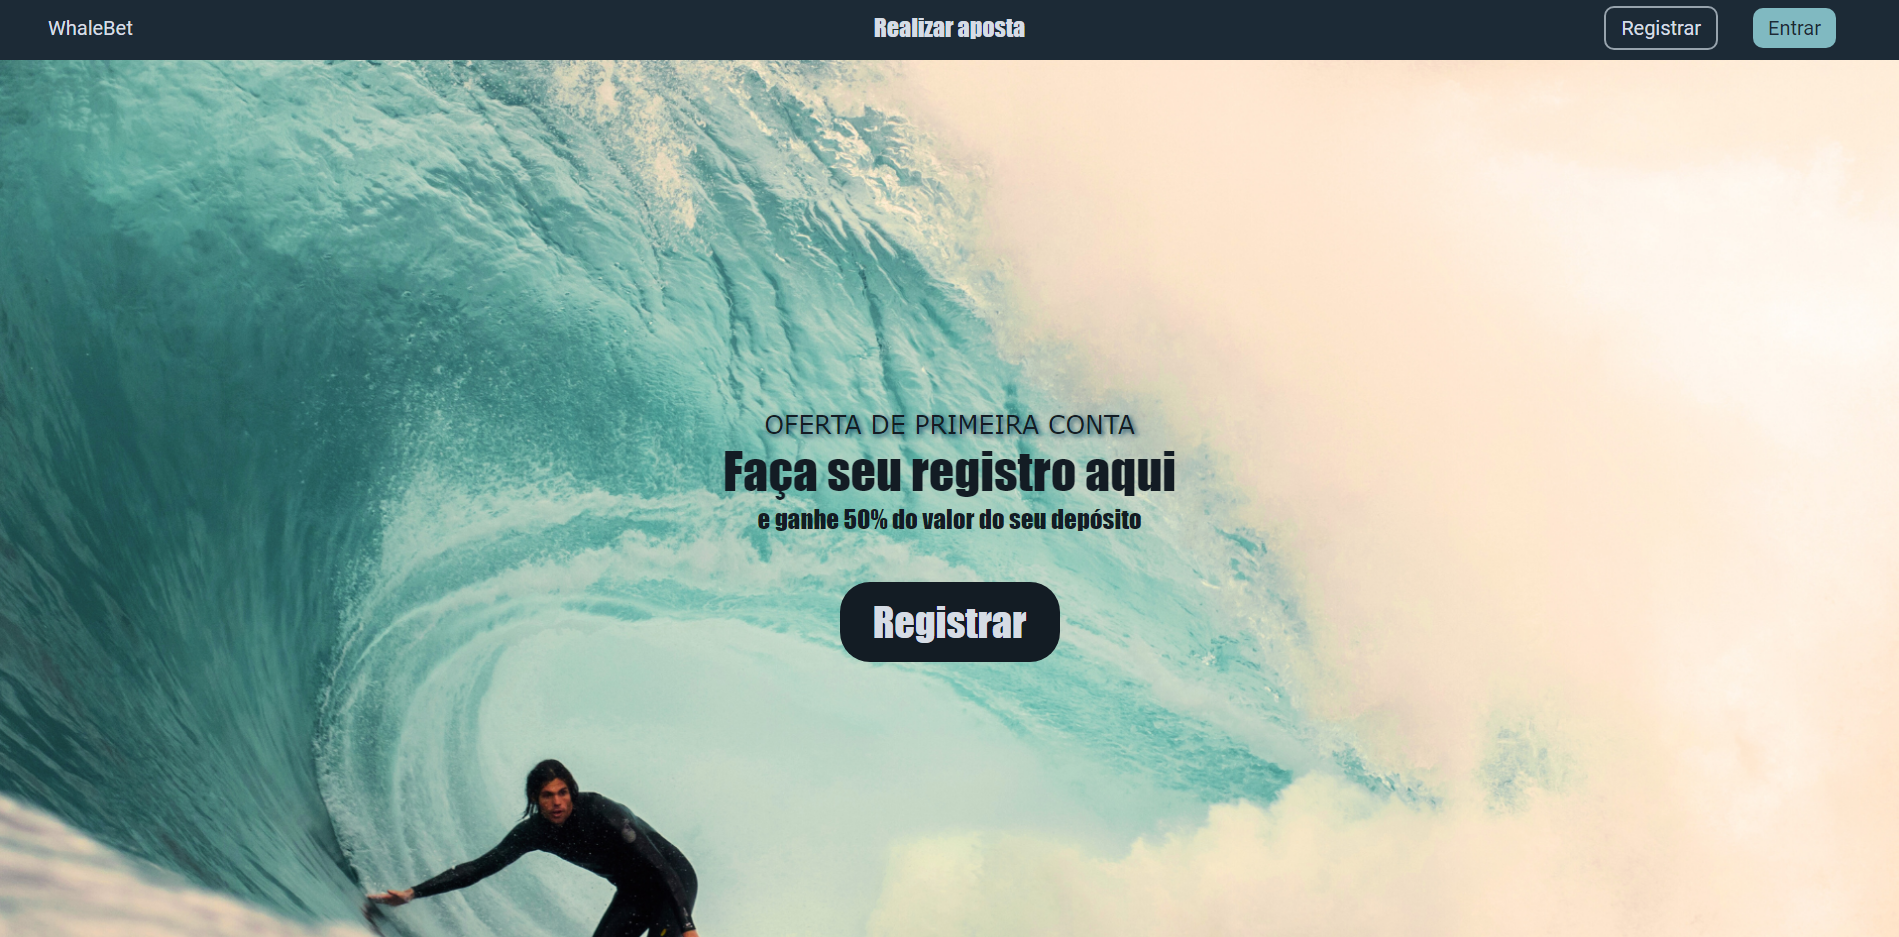 WhaleBet
Realizar aposta
Registrar
Entrar
OFERTA DE PRIMEIRA CONTA
Faça seu registro aqui
e ganhe 50% do valor do seu depósito
Registrar